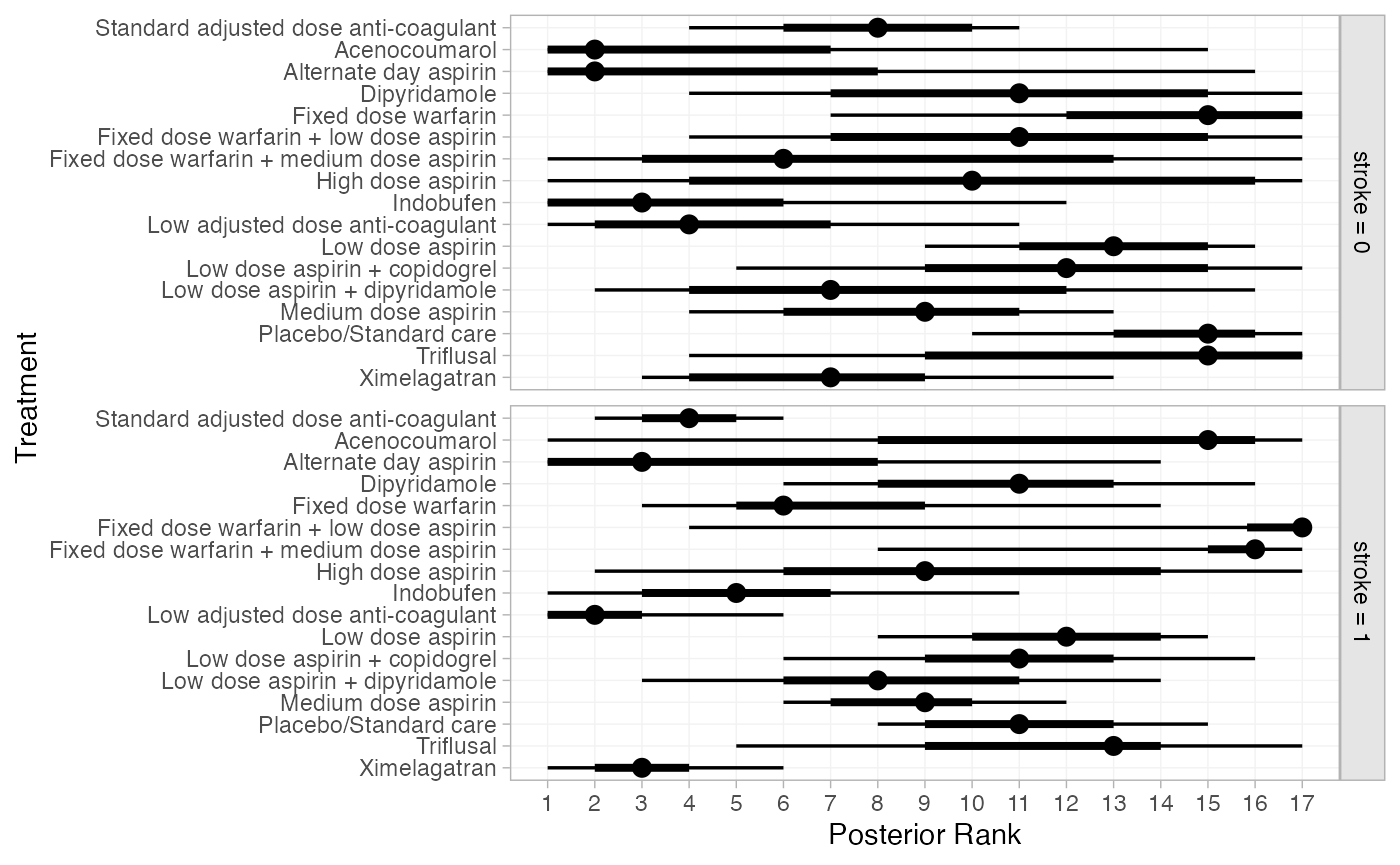 Standard adjusted dose anti-coagulant
Acenocoumarol
Alternate day aspirin
Dipyridamole
Fixed dose warfarin
Fixed dose warfarin + low dose aspirin
Fixed dose warfarin + medium dose aspirin
High dose aspirin
Indobufen
Low adjusted dose anti-coagulant
Low dose aspirin
Low dose aspirin + copidogrel
Low dose aspirin + dipyridamole
Medium dose aspirin
Placebo/Standard care
Triflusal
Ximelagatran
stroke = 0
Treatment
Standard adjusted dose anti-coagulant
Acenocoumarol
Alternate day aspirin
Dipyridamole
Fixed dose warfarin
Fixed dose warfarin + low dose aspirin
Fixed dose warfarin + medium dose aspirin
High dose aspirin
Indobufen
Low adjusted dose anti-coagulant
Low dose aspirin
Low dose aspirin + copidogrel
Low dose aspirin + dipyridamole
Medium dose aspirin
Placebo/Standard care
Triflusal
Ximelagatran
stroke = 1
1 2 3 4 5 6 7 8 9 10 11 12 13 14 15 16 17
Posterior Rank